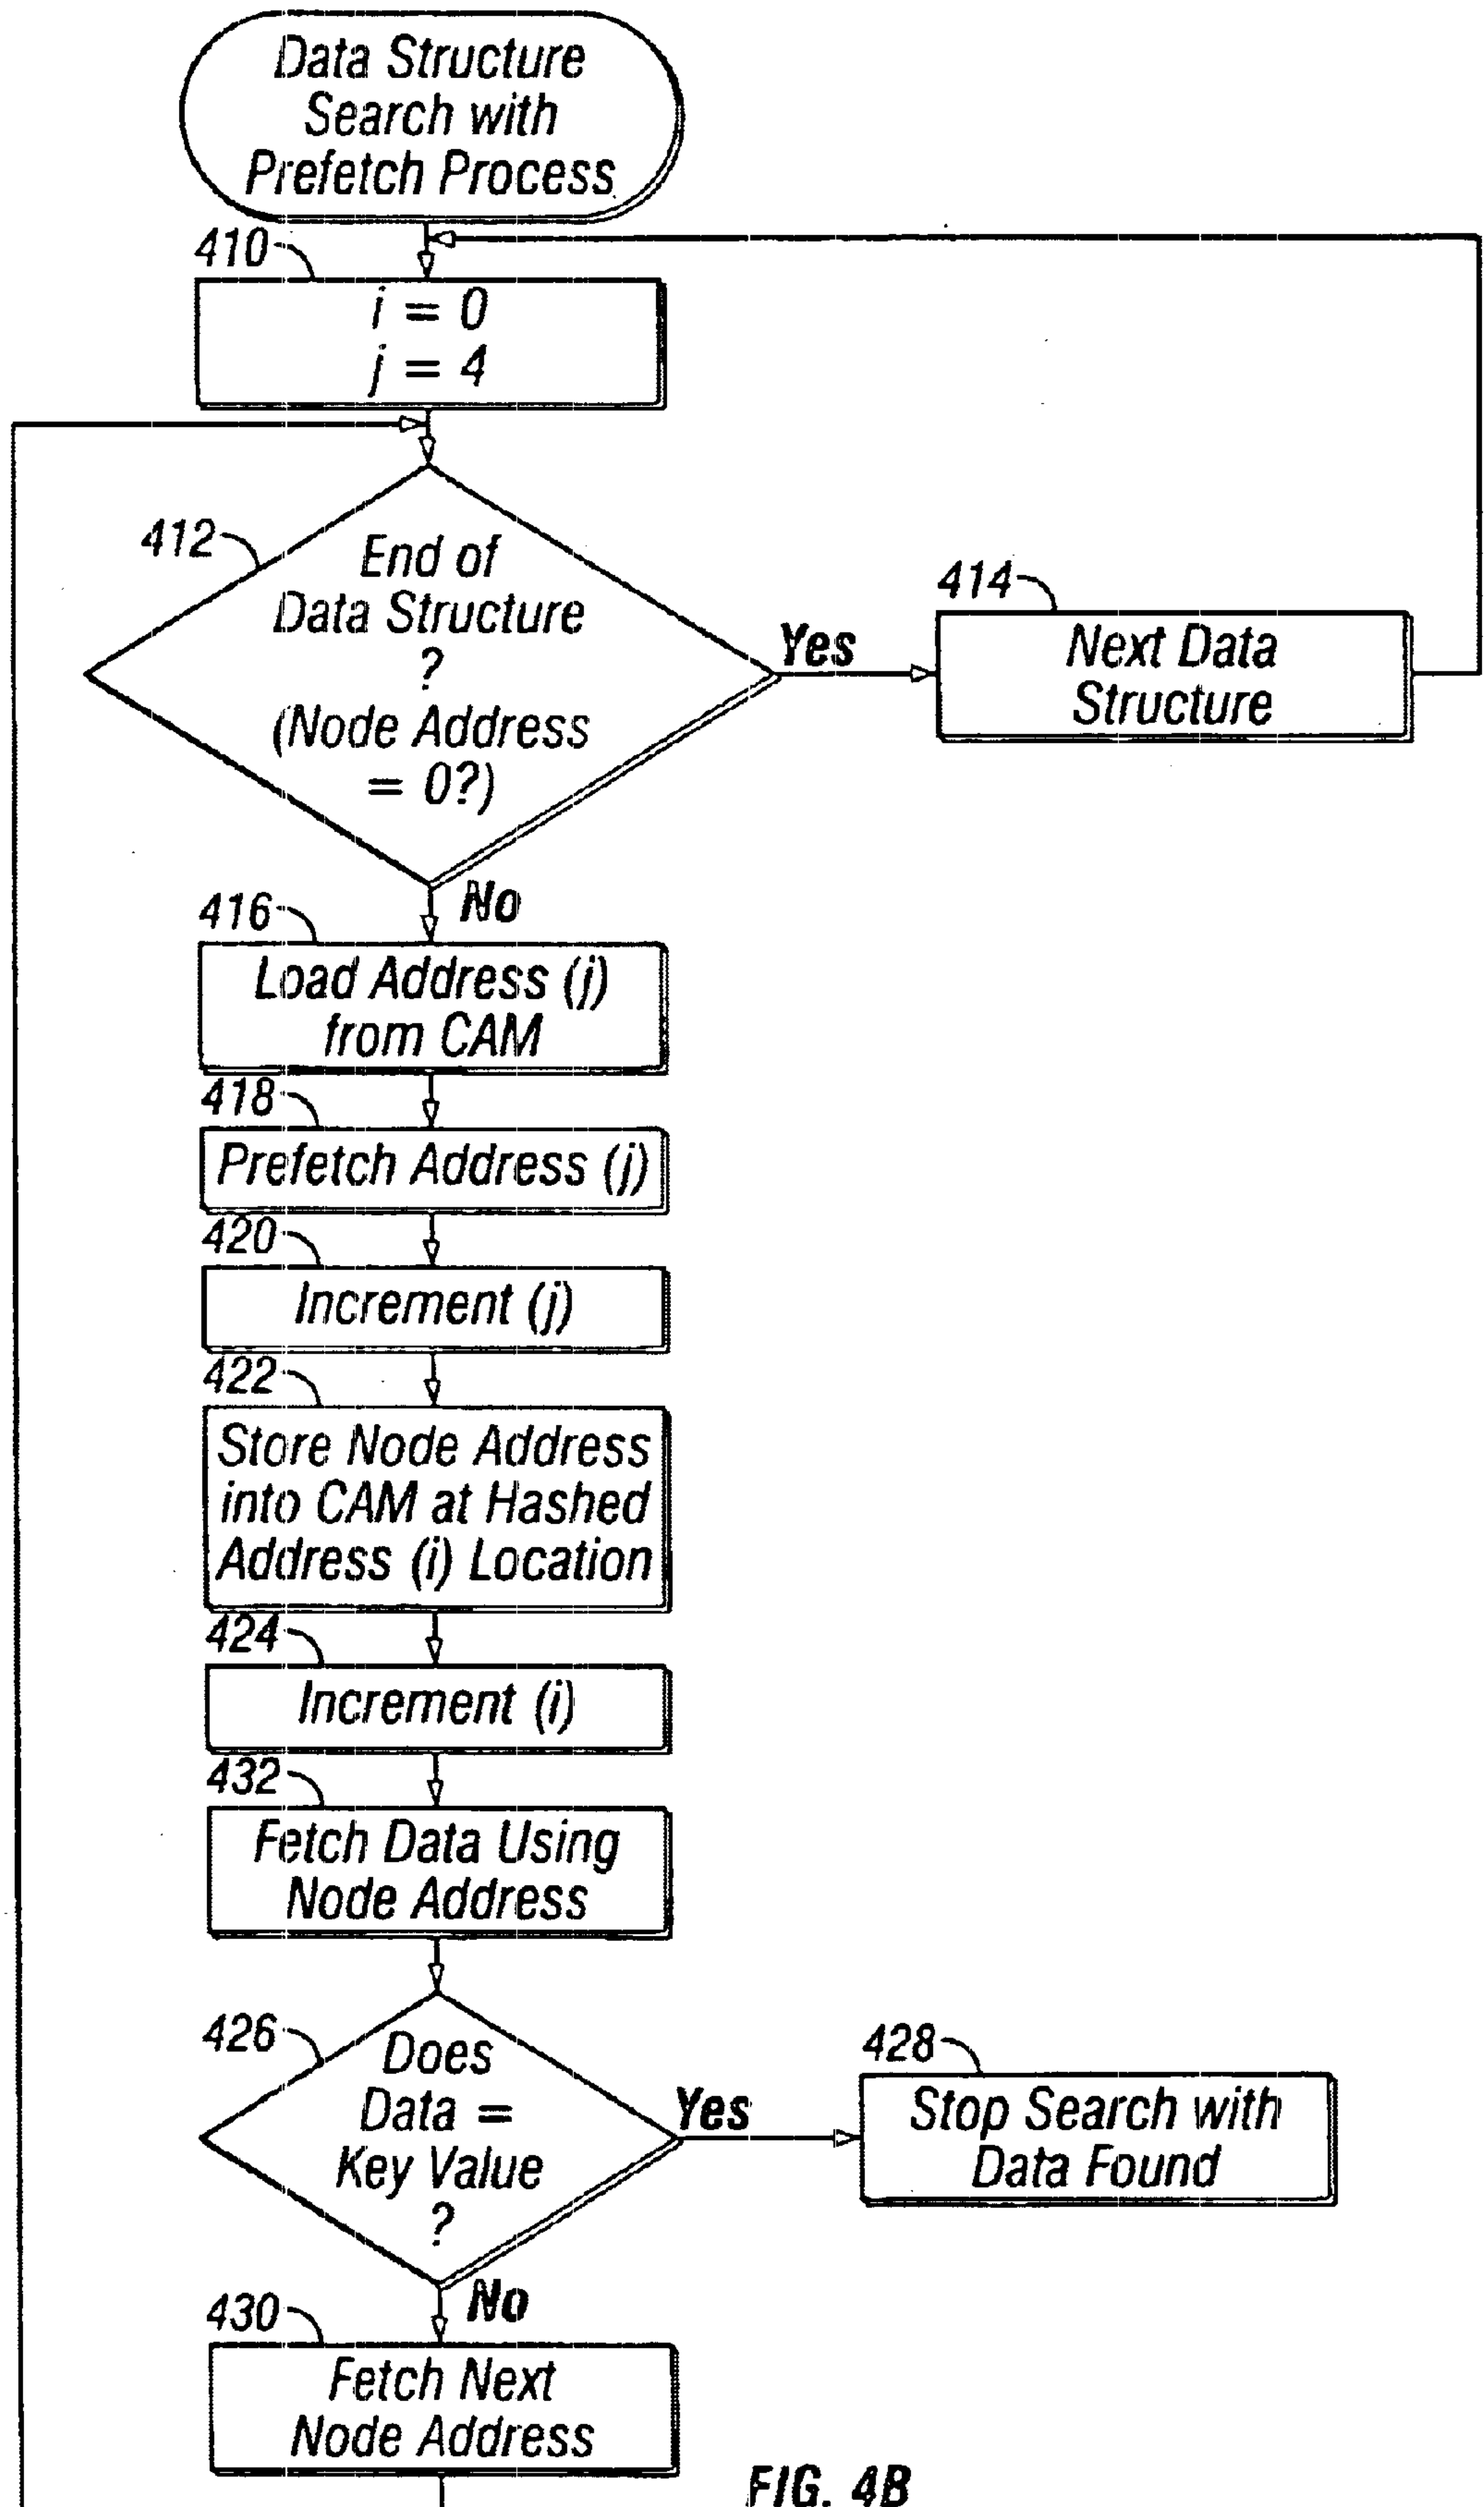 Data Structure
Search with
Prefetch Process
410
i = 0
j = 4
412
End of
Data Structure
?
(Node Address
= 0?)
Yes
414
Next Data
Structure
No
416
Load Address (j)
from CAM
418
Prefetch Address (j)
420
Increment (j)
422
Store Node Address
into CAM at Hashed
Address (i) Location
424
Increment (i)
432
Fetch Data Using
Node Address
426
Does
Data =
Key Value
?
Yes
428
Stop Search with
Data Found
No
430
Fetch Next
Node Address
FIG. 4B